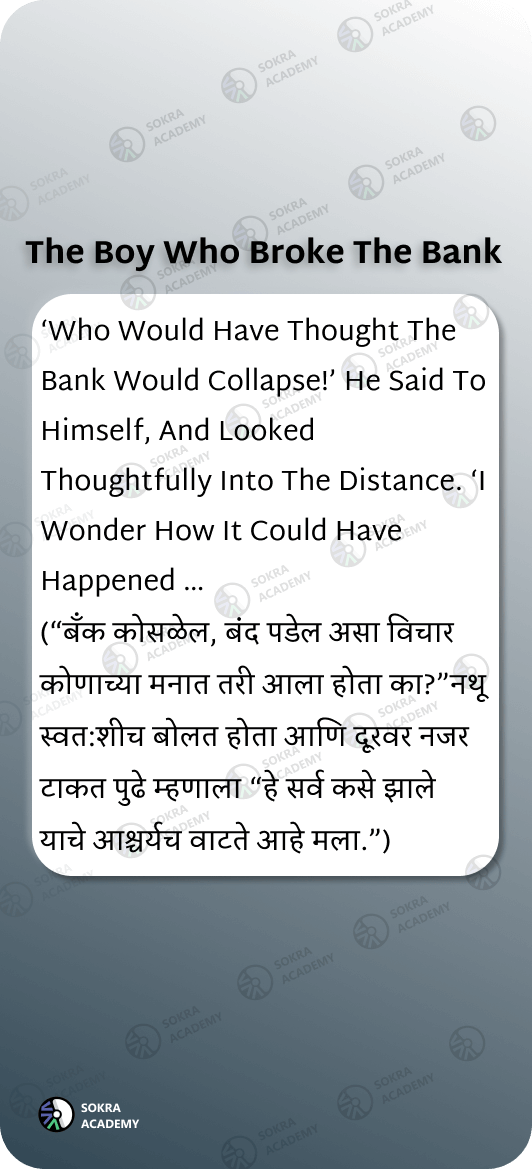 The Boy Who Broke The Bank
‘Who Would Have Thought The
Bank Would Collapse!’ He Said To
Himself, And Looked
Thoughtfully Into The Distance. ‘I
Wonder How It Could Have
Happened ...
(“बँक कोसळेल, बंद पडेल असा विचार
कोणाच्या मनात तरी आला होता का?”नथू
स्वत:शीच बोलत होता आणि दूरवर नजर
टाकत पुढे म्हणाला “हे सर्व कसे झाले
याचे आश्चर्यच वाटते आहे मला.”)
SOKRA
ACADEMY